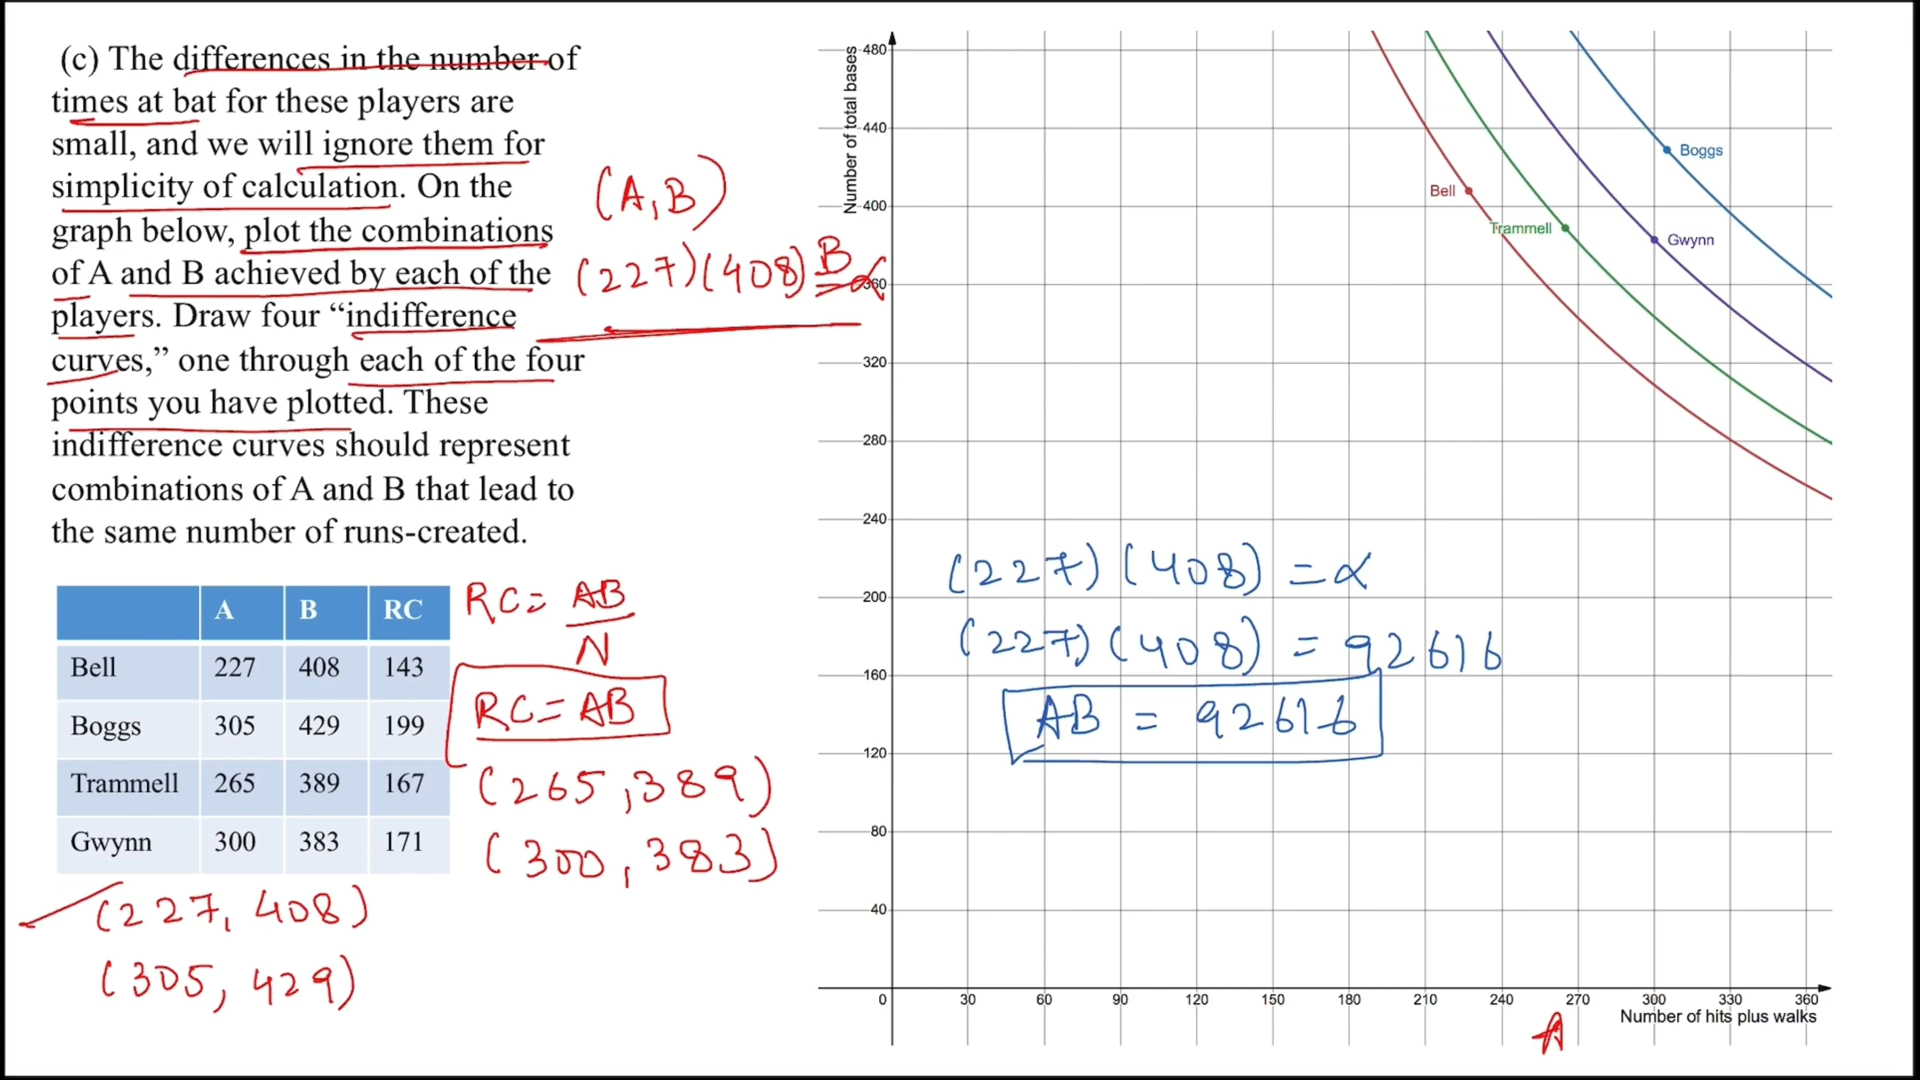 (c) The differences in the number of
times at bat for these players are
small, and we will ignore them for
simplicity of calculation. On the
graph below, plot the combinations
of A and B achieved by each of the
players. Draw four “indifference
curves,” one through each of the four
points you have plotted. These
indifference curves should represent
combinations of A and B that lead to
the same number of runs-created.
(A,B)
(227)(408) B α
A B RC
Bell 227 408 143
Boggs 305 429 199
Trammell 265 389 167
Gwynn 300 383 171
RC= AB
N
RC=AB
(265,389)
(300,383)
(227, 408)
(305, 429)
Number of total bases
480
440
400
360
320
280
240
200
160
120
80
40
0 30 60 90 120 150 180 210 240 270 300 330 360
Number of hits plus walks
A
Boggs
Bell
Trammell
Gwynn
(227)(408) =α
(227)(408) = 92616
AB = 92616